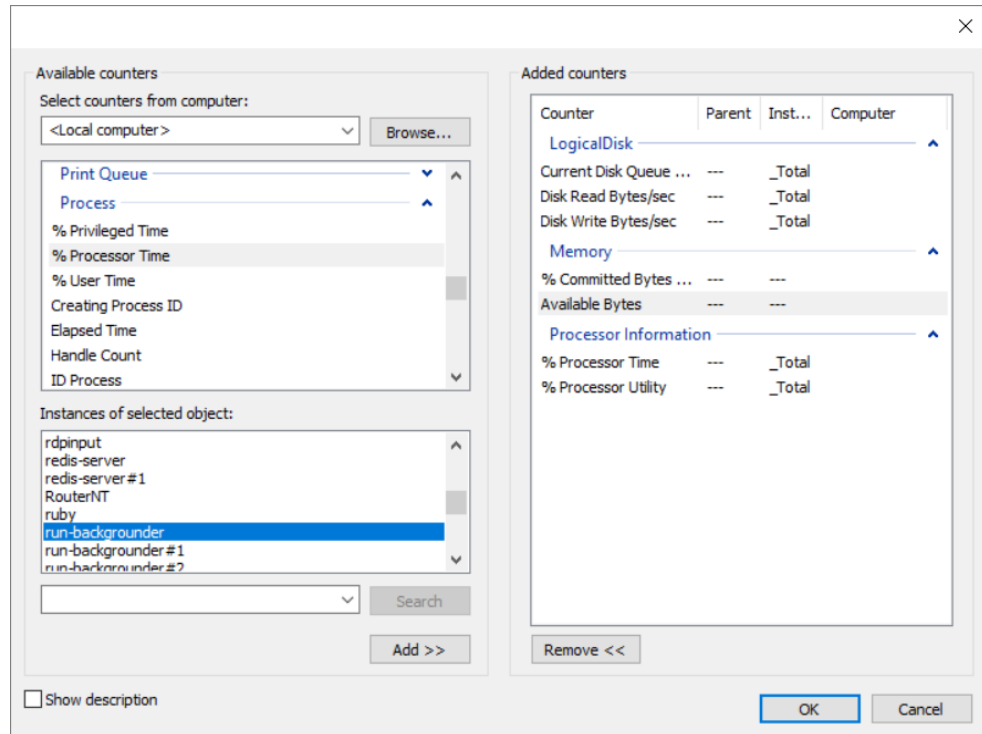 Available counters
Select counters from computer:
<Local computer>
Browse...
Print Queue
Process
% Privileged Time
% Processor Time
% User Time
Creating Process ID
Elapsed Time
Handle Count
ID Process
Instances of selected object:
rdpinput
redis-server
redis-server#1
RouterNT
ruby
run-backgrounder
run-backgrounder#1
run-backgrounder#2
Search
Add >>
Show description
Added counters
Counter Parent Inst... Computer
LogicalDisk
Current Disk Queue ... --- _Total
Disk Read Bytes/sec --- _Total
Disk Write Bytes/sec --- _Total
Memory
% Committed Bytes ... --- ---
Available Bytes --- ---
Processor Information
% Processor Time --- _Total
% Processor Utility --- _Total
Remove <<
OK
Cancel